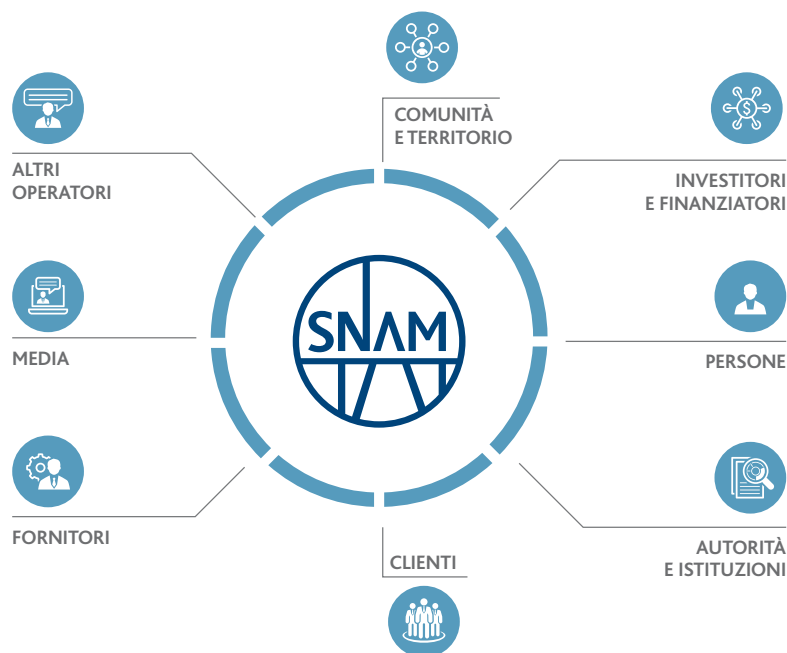 COMUNITÀ
E TERRITORIO
ALTRI
OPERATORI
INVESTITORI
E FINANZIATORI
SNAM
MEDIA
PERSONE
FORNITORI
CLIENTI
AUTORITÀ
E ISTITUZIONI
$